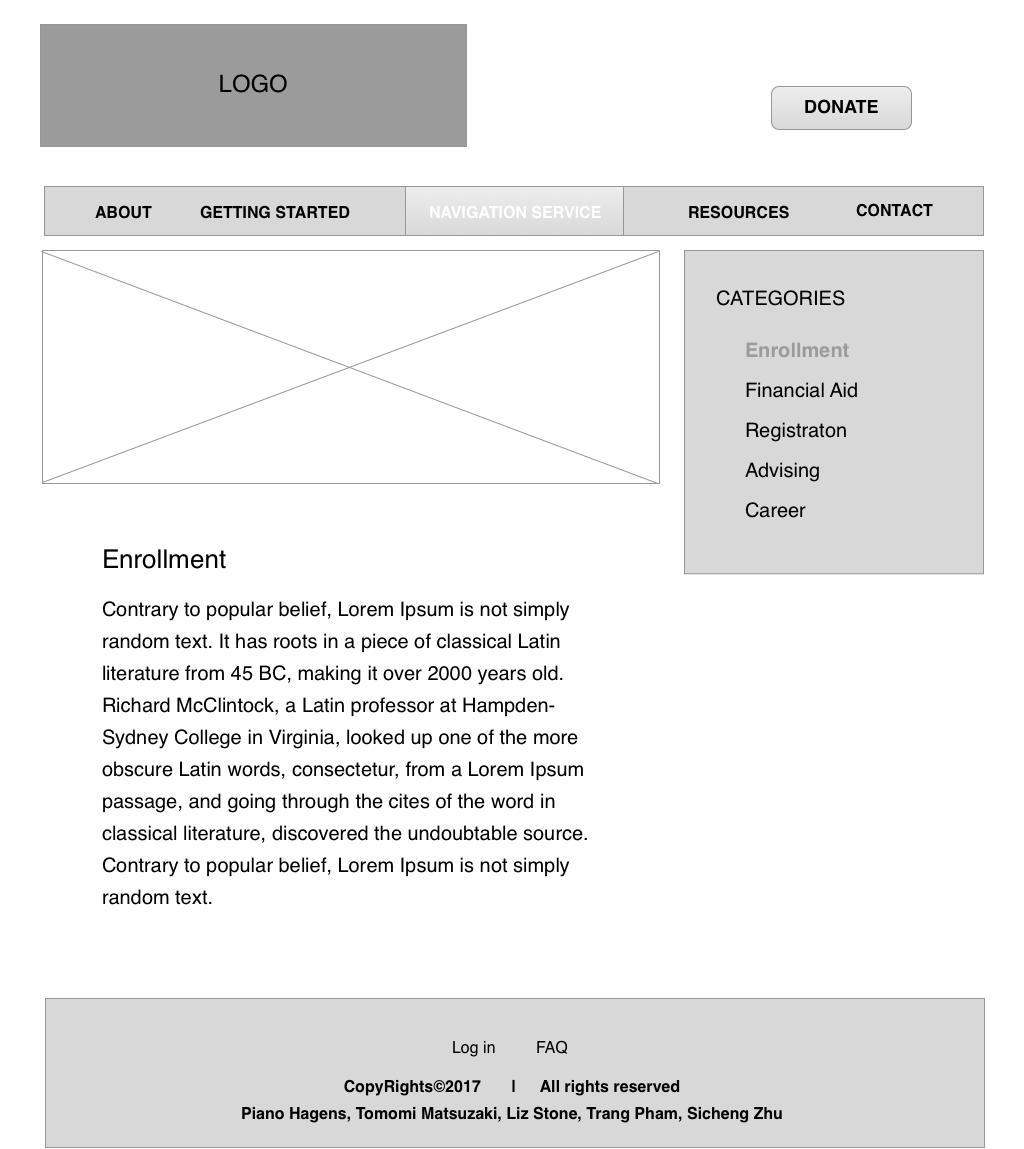 LOGO
DONATE
ABOUT GETTING STARTED NAVIGATION SERVICE RESOURCES CONTACT
CATEGORIES
Enrollment
Financial Aid
Registraton
Advising
Career
Enrollment
Contrary to popular belief, Lorem Ipsum is not simply
random text. It has roots in a piece of classical Latin
literature from 45 BC, making it over 2000 years old.
Richard McClintock, a Latin professor at Hampden-
Sydney College in Virginia, looked up one of the more
obscure Latin words, consectetur, from a Lorem Ipsum
passage, and going through the cites of the word in
classical literature, discovered the undoubtable source.
Contrary to popular belief, Lorem Ipsum is not simply
random text.
Log in FAQ
CopyRights©2017 l All rights reserved
Piano Hagens, Tomomi Matsuzaki, Liz Stone, Trang Pham, Sicheng Zhu